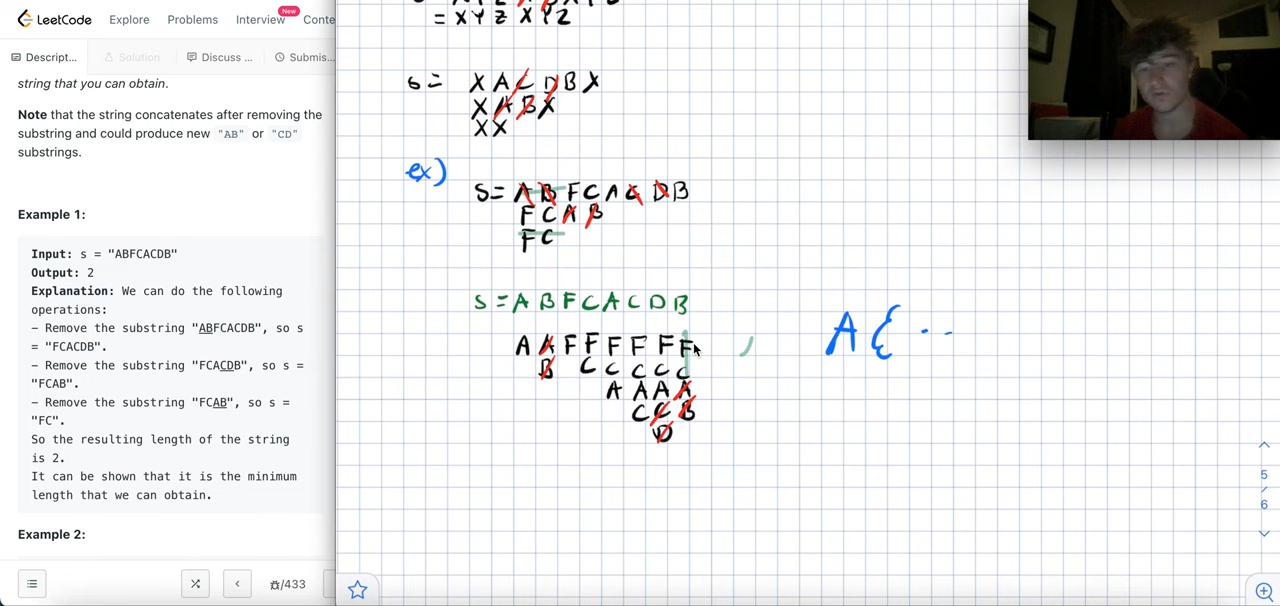 LeetCode
Explore
Problems
Interview
New
Conte
Descript...
Solution
Discuss ...
Submis...
string that you can obtain.
Note that the string concatenates after removing the
substring and could produce new "AB" or "CD"
substrings.
Example 1:
Input: s = "ABFCACDB"
Output: 2
Explanation: We can do the following
operations:
- Remove the substring "ABFCACDB", so s
= "FCACDB".
- Remove the substring "FCACDB", so s =
"FCAB".
- Remove the substring "FCAB", so s =
"FC".
So the resulting length of the string
is 2.
It can be shown that it is the minimum
length that we can obtain.
Example 2:
/433
= X Y Z X Y Z
S = X A C D B X
X A B X
X X
ex)
S = A B F C A C D B
F C A B
F C
S = A B F C A C D B
A A F F F F F F
B C C C C C
A A A A
C C B
D
A { - -
5
/
6